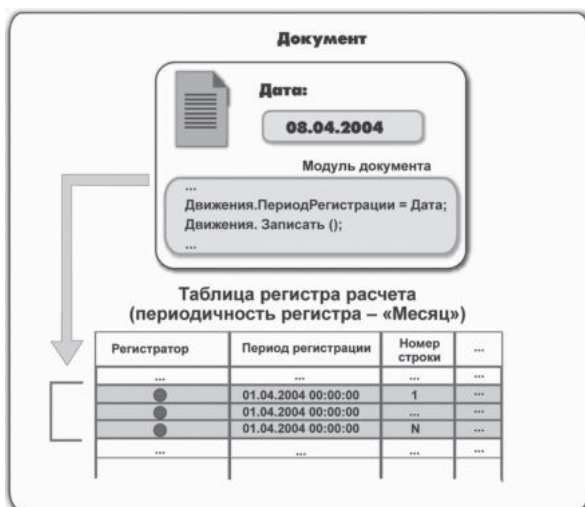 Документ
Дата:
08.04.2004
Модуль документа
...
Движения.ПериодРегистрации = Дата;
Движения. Записать ();
...
Таблица регистра расчета
(периодичность регистра – «Месяц»)
Регистратор Период регистрации Номер строки ...
... ... ... ...
01.04.2004 00:00:00 1 ...
01.04.2004 00:00:00 ... ...
01.04.2004 00:00:00 N ...
... ... ... ...